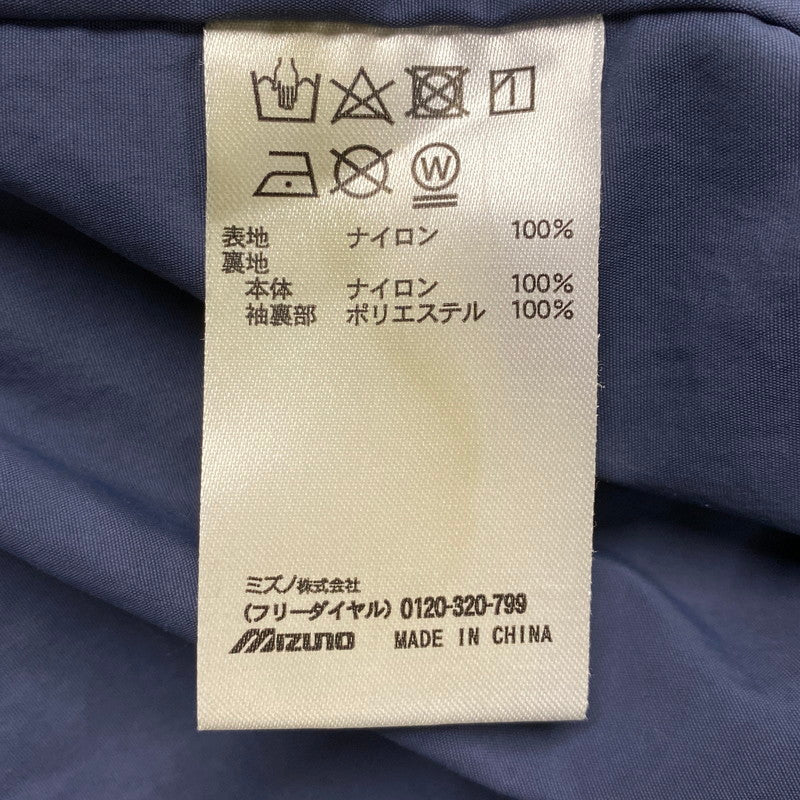 W
表地 ナイロン 100%
裏地
本体 ナイロン 100%
袖裏部 ポリエステル 100%
ミズノ株式会社
(フリーダイヤル) 0120-320-799
MIZUNO MADE IN CHINA